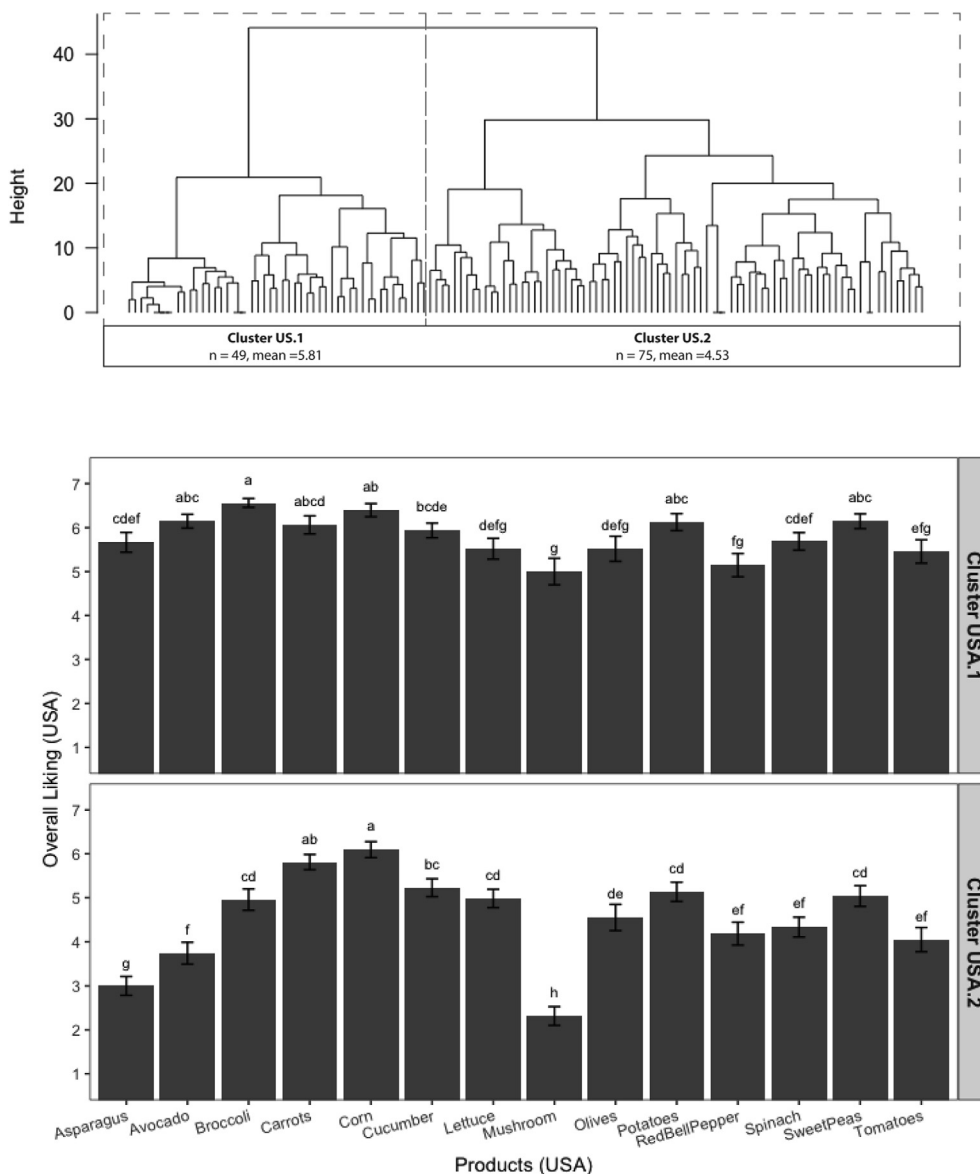 40
30
20
10
0
Height
Cluster US.1
n = 49, mean =5.81
Cluster US.2
n = 75, mean =4.53
7
6
5
4
3
2
1
cdef
abc
a
abcd
ab
bcde
defg
g
defg
abc
fg
cdef
abc
efg
Cluster USA.1
Overall Liking (USA)
7
6
5
4
3
2
1
g
f
cd
ab
a
bc
cd
h
de
cd
ef
ef
cd
ef
Cluster USA.2
Asparagus
Avocado
Broccoli
Carrots
Corn
Cucumber
Lettuce
Mushroom
Olives
Potatoes
RedBellPepper
Spinach
SweetPeas
Tomatoes
Products (USA)